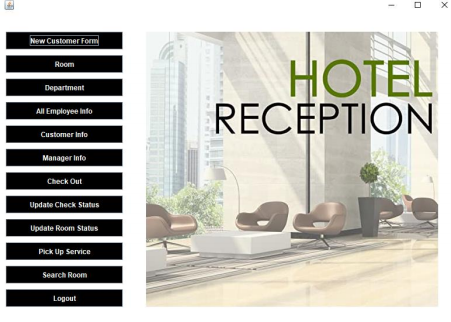 New Customer Form
Room
Department
All Employee Info
Customer Info
Manager Info
Check Out
Update Check Status
Update Room Status
Pick Up Service
Search Room
Logout
HOTEL
RECEPTION